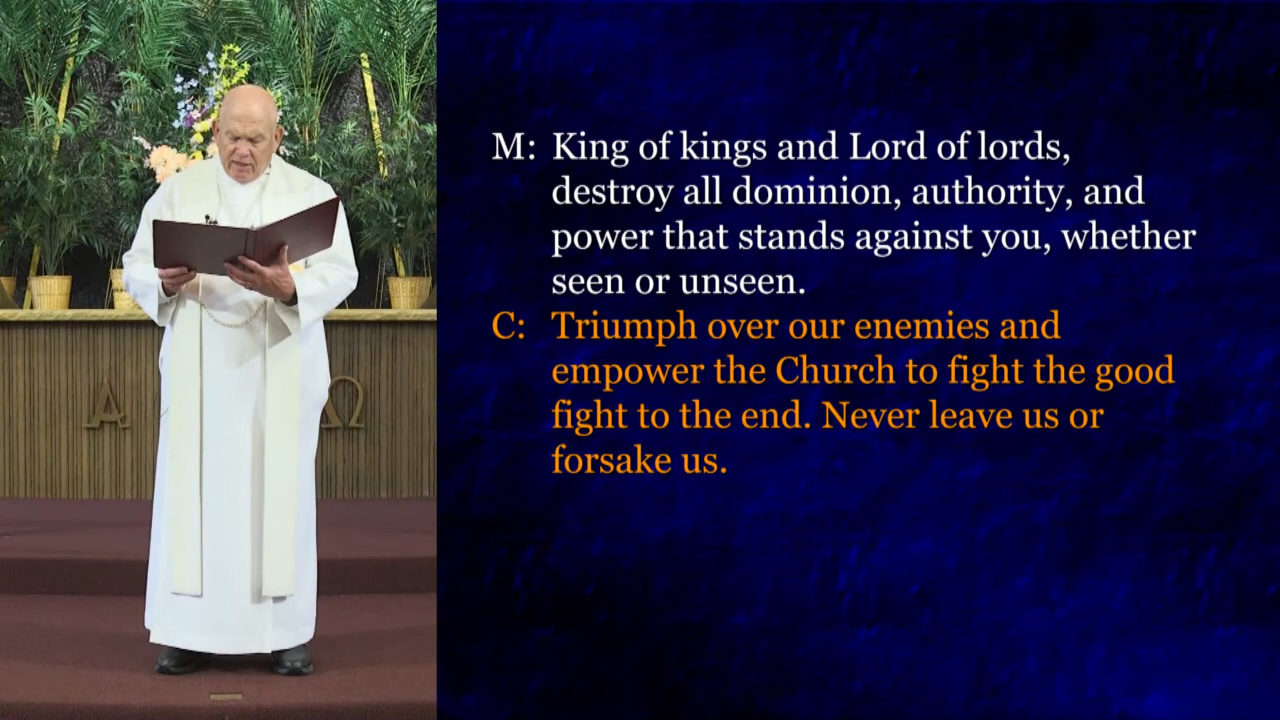 M: King of kings and Lord of lords,
destroy all dominion, authority, and
power that stands against you, whether
seen or unseen.
C: Triumph over our enemies and
empower the Church to fight the good
fight to the end. Never leave us or
forsake us.
Α
Ω